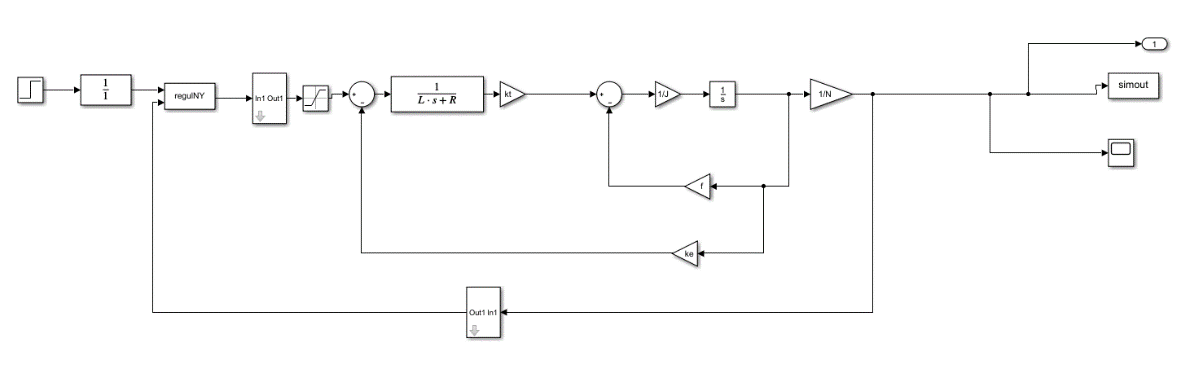 1
1
1
regulNY
In1 Out1
+
-
1
L · s + R
kt
+
-
1/J
1
s
1/N
simout
f
ke
Out1 In1